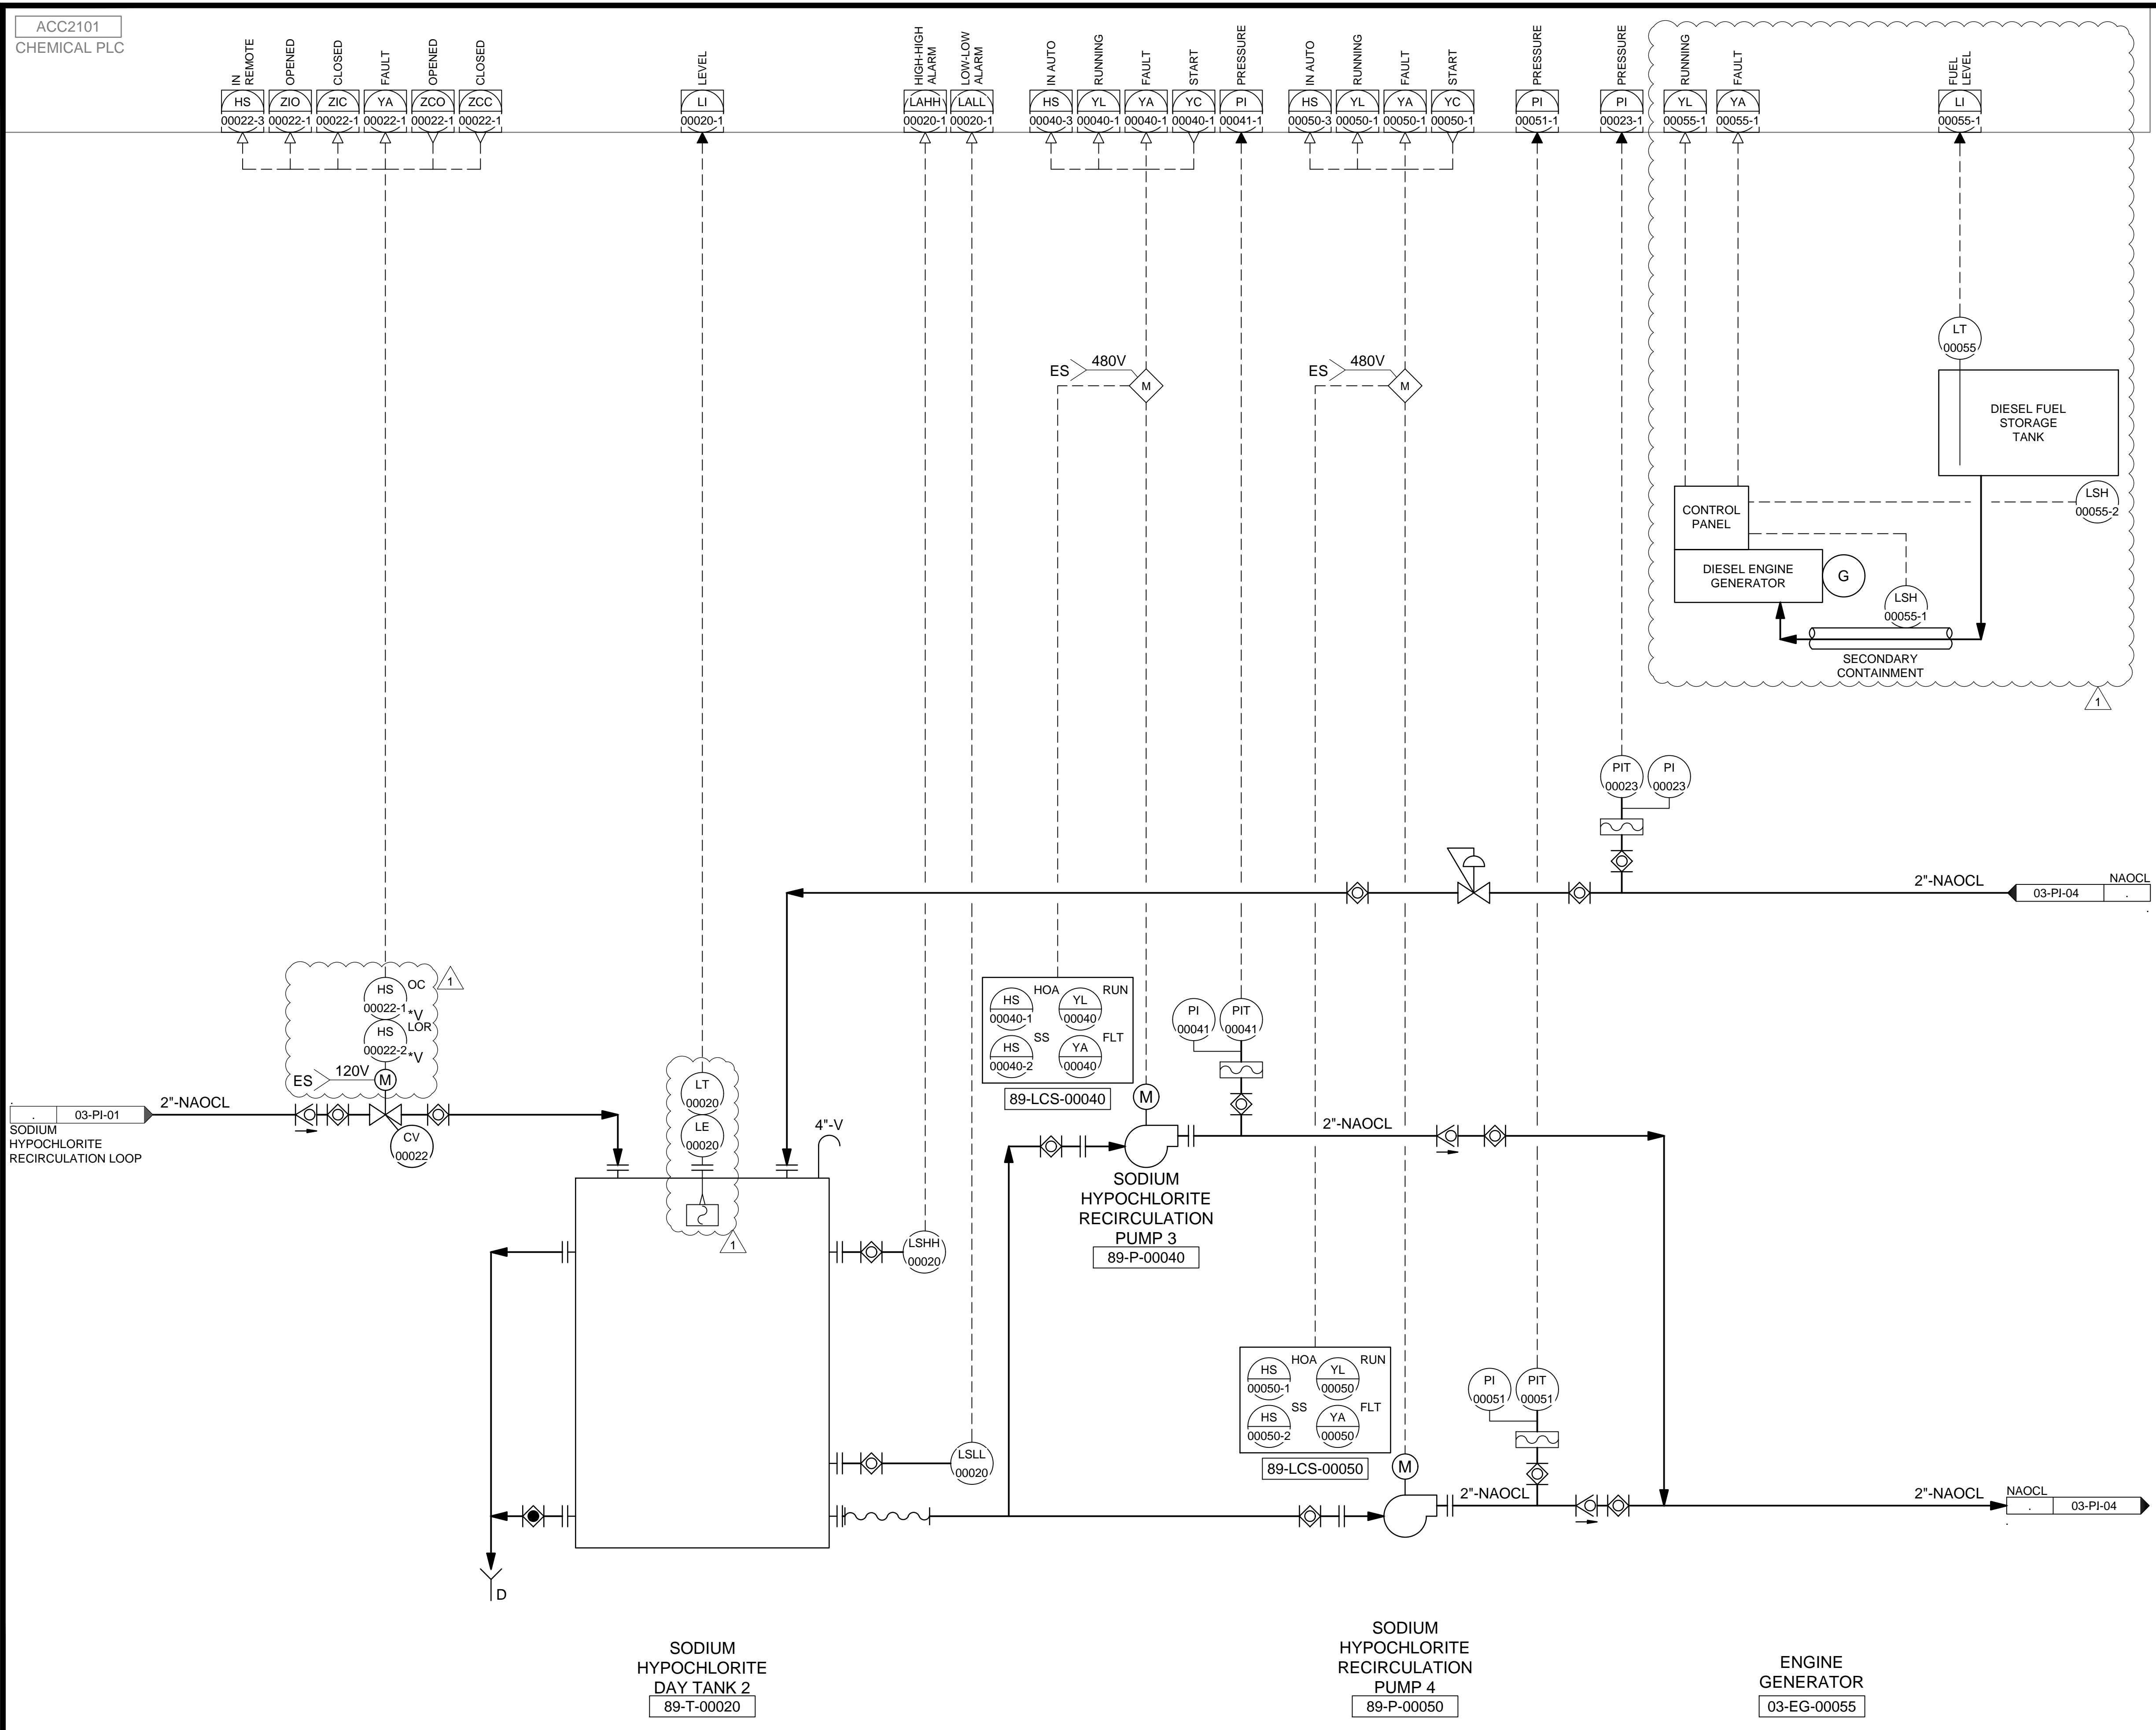 ACC2101
CHEMICAL PLC
IN
REMOTE
OPENED
CLOSED
FAULT
OPENED
CLOSED
LEVEL
HIGH-HIGH
ALARM
LOW-LOW
ALARM
IN AUTO
RUNNING
FAULT
START
PRESSURE
IN AUTO
RUNNING
FAULT
START
PRESSURE
PRESSURE
RUNNING
FAULT
FUEL
LEVEL
HS
00022-3
ZIO
00022-1
ZIC
00022-1
YA
00022-1
ZCO
00022-1
ZCC
00022-1
LI
00020-1
LAHH
00020-1
LALL
00020-1
HS
00040-3
YL
00040-1
YA
00040-1
YC
00040-1
PI
00041-1
HS
00050-3
YL
00050-1
YA
00050-1
YC
00050-1
PI
00051-1
PI
00023-1
YL
00055-1
YA
00055-1
LI
00055-1
ES
480V
M
ES
480V
M
LT
00055
DIESEL FUEL
STORAGE
TANK
LSH
00055-2
CONTROL
PANEL
DIESEL ENGINE
GENERATOR
G
LSH
00055-1
SECONDARY
CONTAINMENT
1
PIT
00023
PI
00023
2"-NAOCL
NAOCL
03-PI-04
.
.
HS
00022-1
OC
*V
HS
00022-2
LOR
*V
1
ES
120V
M
.
.
03-PI-01
2"-NAOCL
SODIUM
HYPOCHLORITE
RECIRCULATION LOOP
CV
00022
LT
00020
LE
00020
1
4"-V
HS
00040-1
HOA
YL
00040
RUN
HS
00040-2
SS
YA
00040
FLT
89-LCS-00040
M
PI
00041
PIT
00041
2"-NAOCL
SODIUM
HYPOCHLORITE
RECIRCULATION
PUMP 3
89-P-00040
LSHH
00020
LSLL
00020
HS
00050-1
HOA
YL
00050
RUN
HS
00050-2
SS
YA
00050
FLT
89-LCS-00050
M
PI
00051
PIT
00051
2"-NAOCL
2"-NAOCL
NAOCL
.
03-PI-04
.
D
SODIUM
HYPOCHLORITE
DAY TANK 2
89-T-00020
SODIUM
HYPOCHLORITE
RECIRCULATION
PUMP 4
89-P-00050
ENGINE
GENERATOR
03-EG-00055